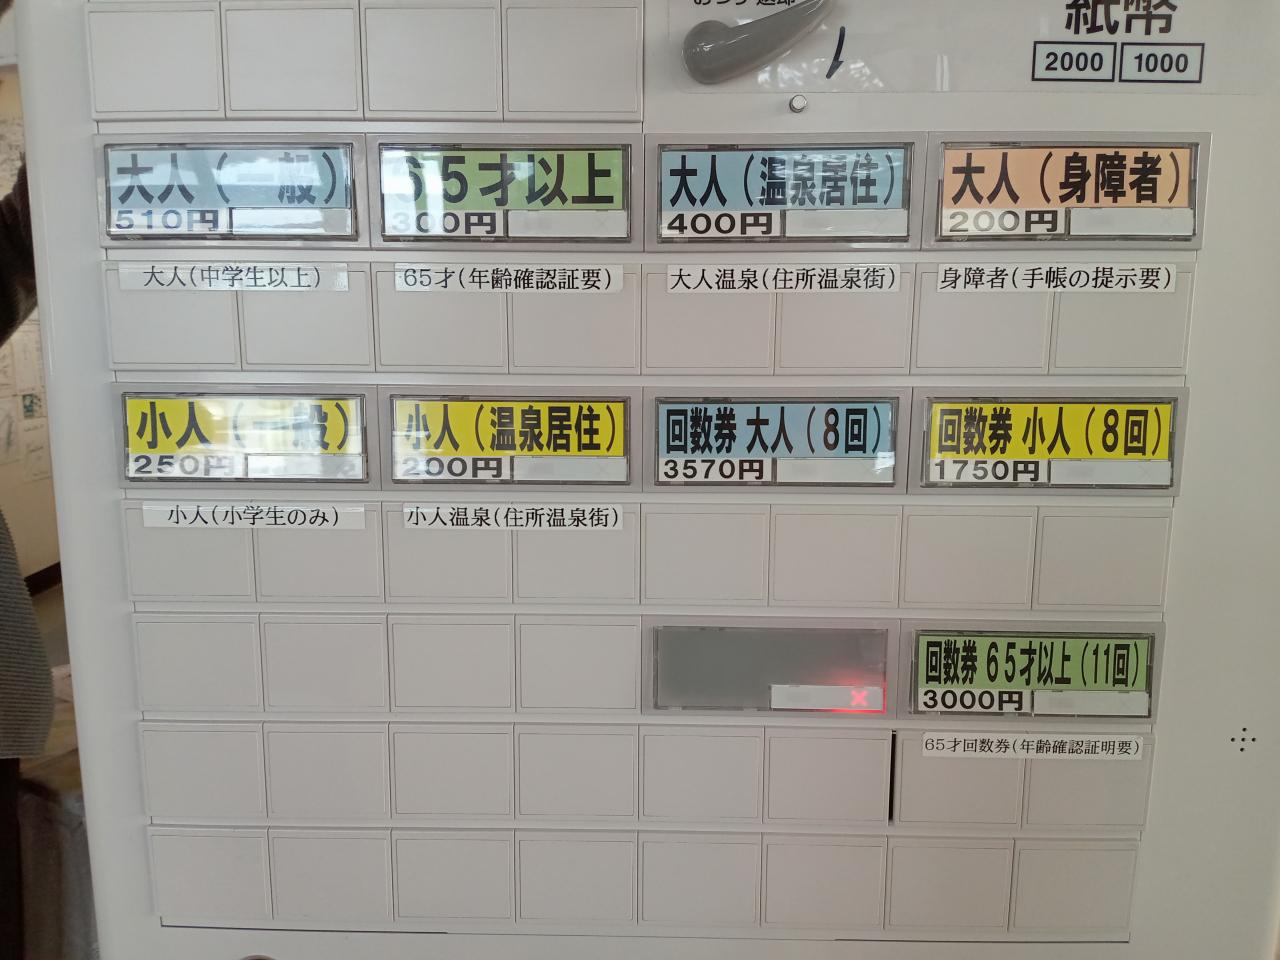 紙幣
2000 1000
大人（一般） 65才以上 大人（温泉居住） 大人（身障者）
510円 300円 400円 200円
大人(中学生以上) 65才(年齢確認証要) 大人温泉(住所温泉街) 身障者(手帳の提示要)
小人（一般） 小人（温泉居住） 回数券 大人（8回） 回数券 小人（8回）
250円 200円 3570円 1750円
小人(小学生のみ) 小人温泉(住所温泉街)
回数券 65才以上（11回）
3000円
65才回数券(年齢確認証明要)